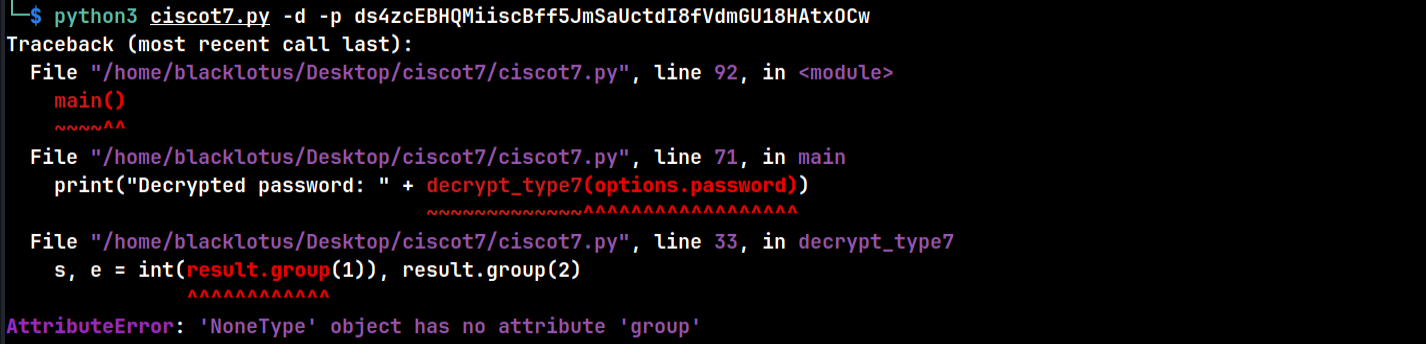 └─$ python3 ciscot7.py -d -p ds4zcEBHQMiiscBff5JmSaUctdI8fVdmGU18HAtxOCw
Traceback (most recent call last):
  File "/home/blacklotus/Desktop/ciscot7/ciscot7.py", line 92, in <module>
    main()
    ~~~~^^
  File "/home/blacklotus/Desktop/ciscot7/ciscot7.py", line 71, in main
    print("Decrypted password: " + decrypt_type7(options.password))
                                   ~~~~~~~~~~~~~^^^^^^^^^^^^^^^^^^
  File "/home/blacklotus/Desktop/ciscot7/ciscot7.py", line 33, in decrypt_type7
    s, e = int(result.group(1)), result.group(2)
               ^^^^^^^^^^^^
AttributeError: 'NoneType' object has no attribute 'group'